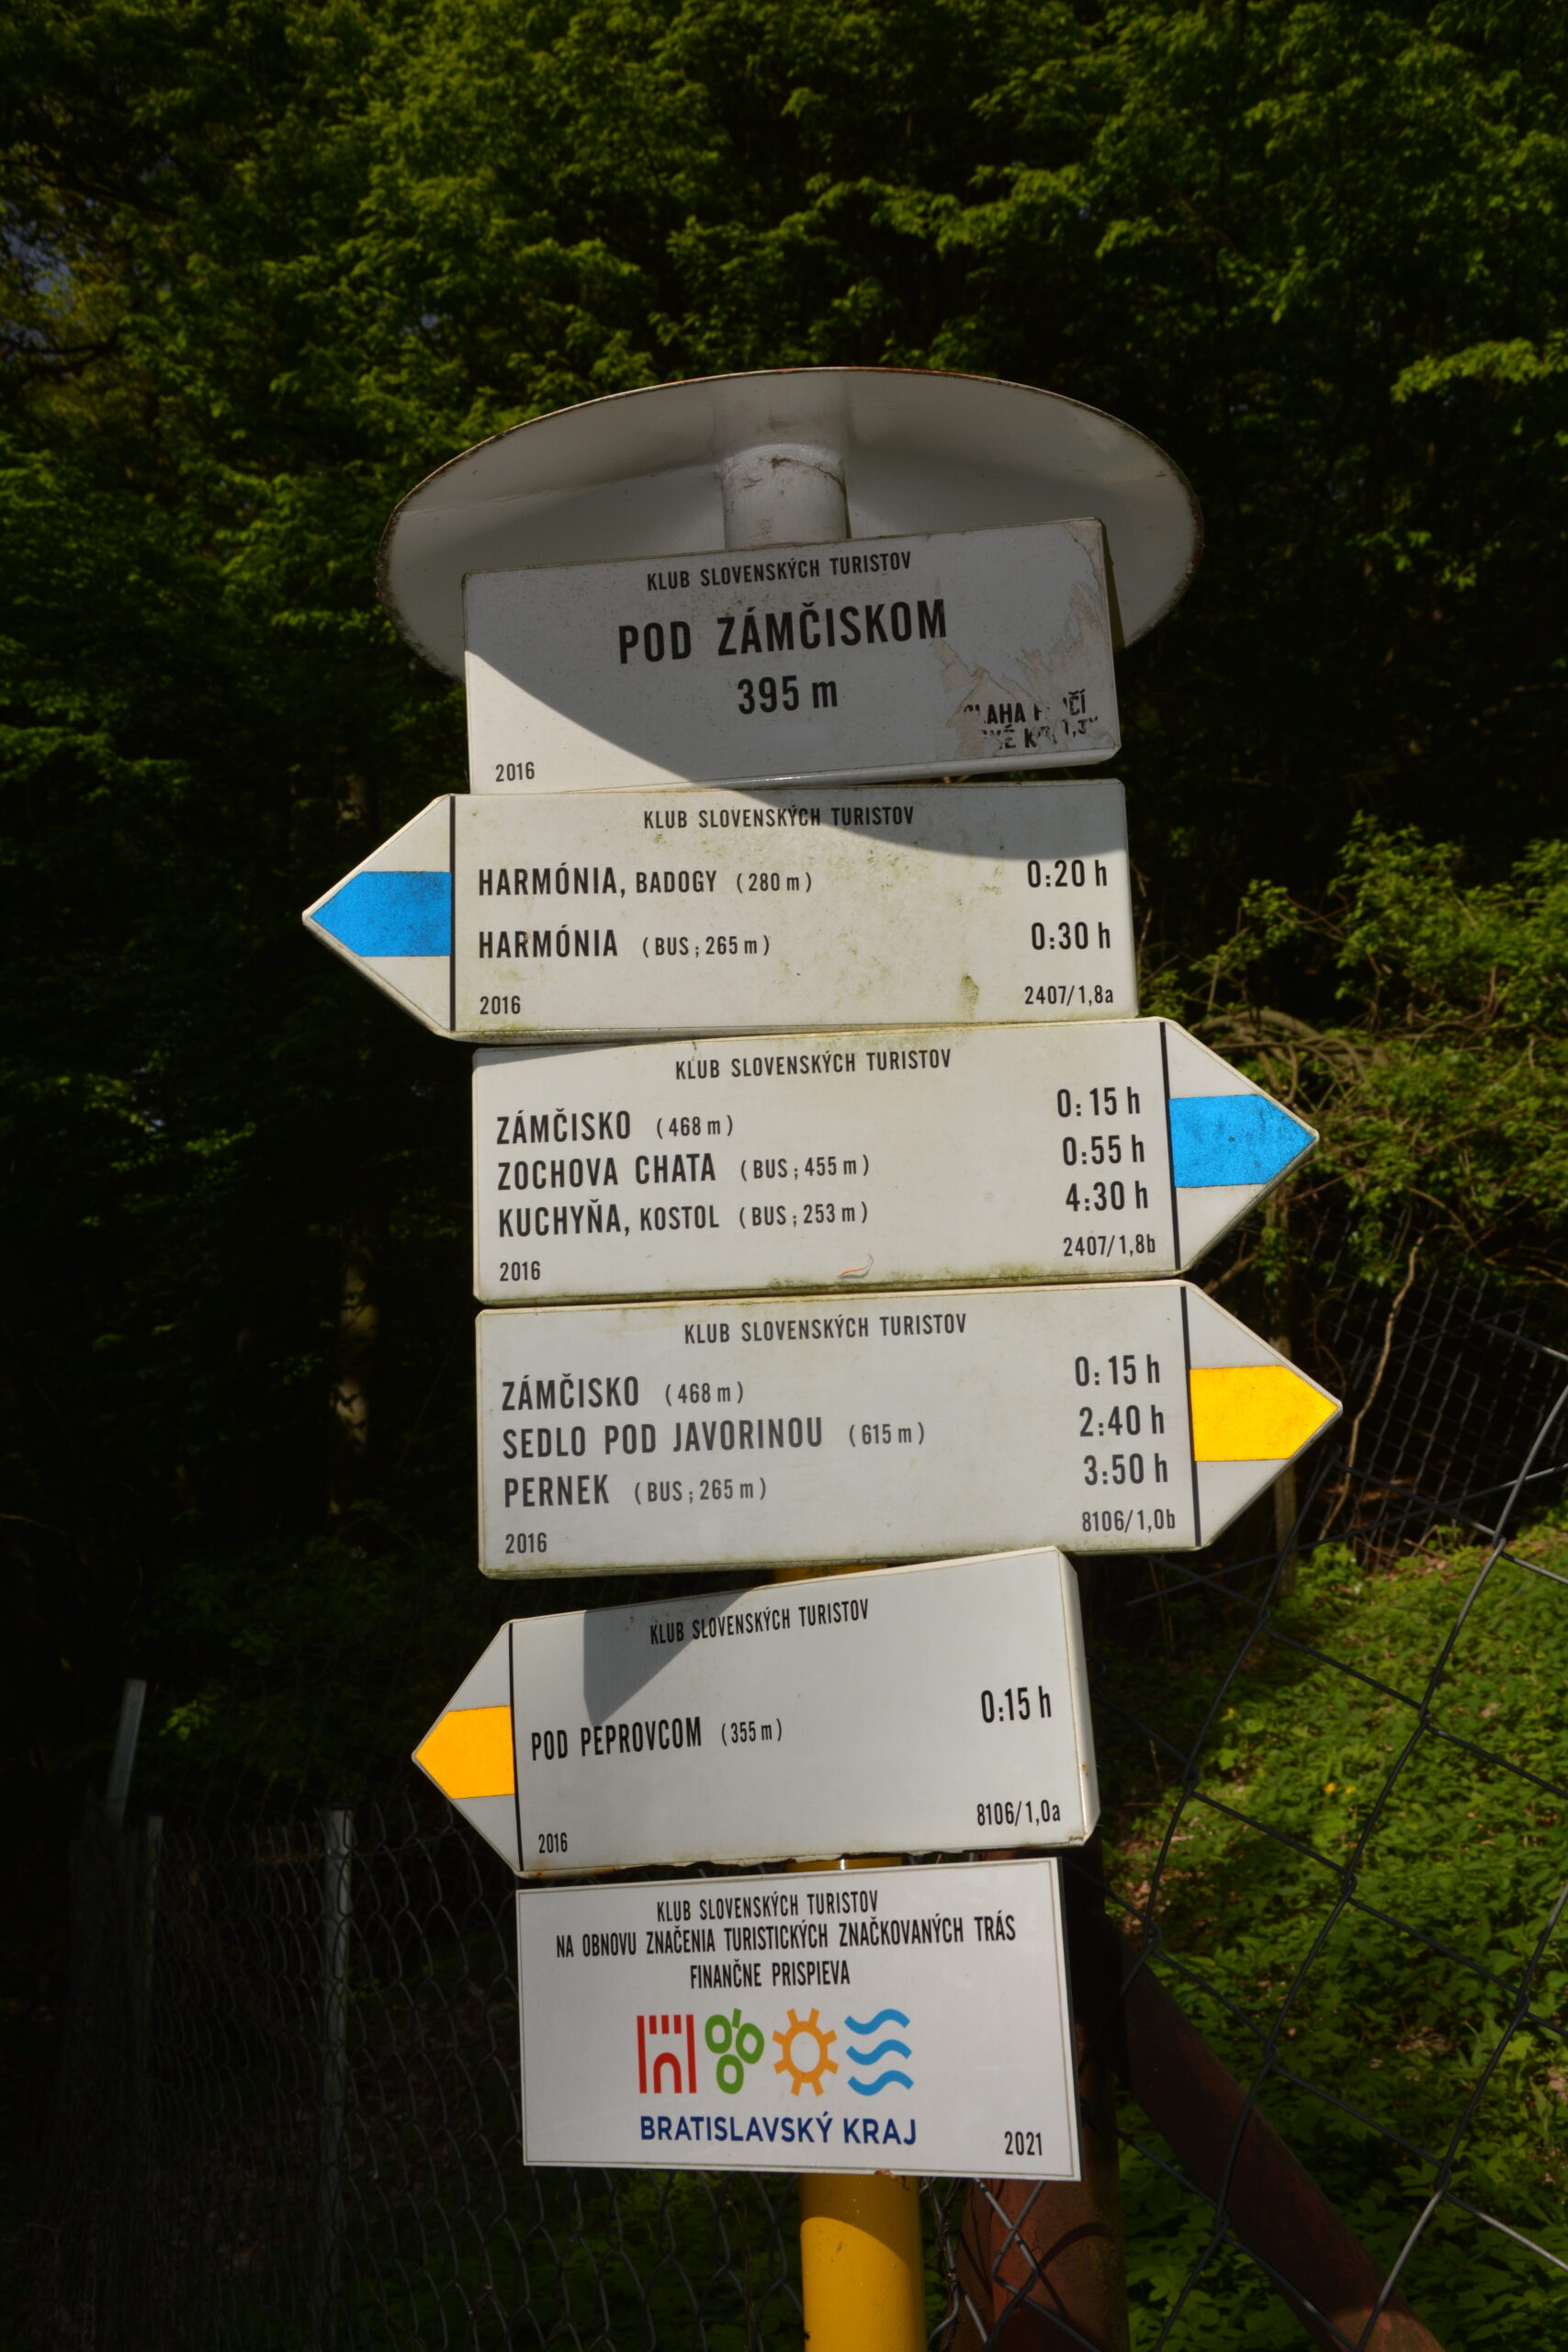 KLUB SLOVENSKÝCH TURISTOV
POD ZÁMČISKOM
395 m
2016
KLUB SLOVENSKÝCH TURISTOV
HARMÓNIA, BADOGY (280 m) 0:20 h
HARMÓNIA (BUS; 265 m) 0:30 h
2016 2407/1,8a
KLUB SLOVENSKÝCH TURISTOV
ZÁMČISKO (468 m) 0:15 h
ZOCHOVA CHATA (BUS; 455 m) 0:55 h
KUCHYŇA, KOSTOL (BUS; 253 m) 4:30 h
2016 2407/1,8b
KLUB SLOVENSKÝCH TURISTOV
ZÁMČISKO (468 m) 0:15 h
SEDLO POD JAVORINOU (615 m) 2:40 h
PERNEK (BUS; 265 m) 3:50 h
2016 8106/1,0b
KLUB SLOVENSKÝCH TURISTOV
POD PEPROVCOM (355 m) 0:15 h
2016 8106/1,0a
KLUB SLOVENSKÝCH TURISTOV
NA OBNOVU ZNAČENIA TURISTICKÝCH ZNAČKOVANÝCH TRÁS
FINANČNE PRISPIEVA
BRATISLAVSKÝ KRAJ
2021